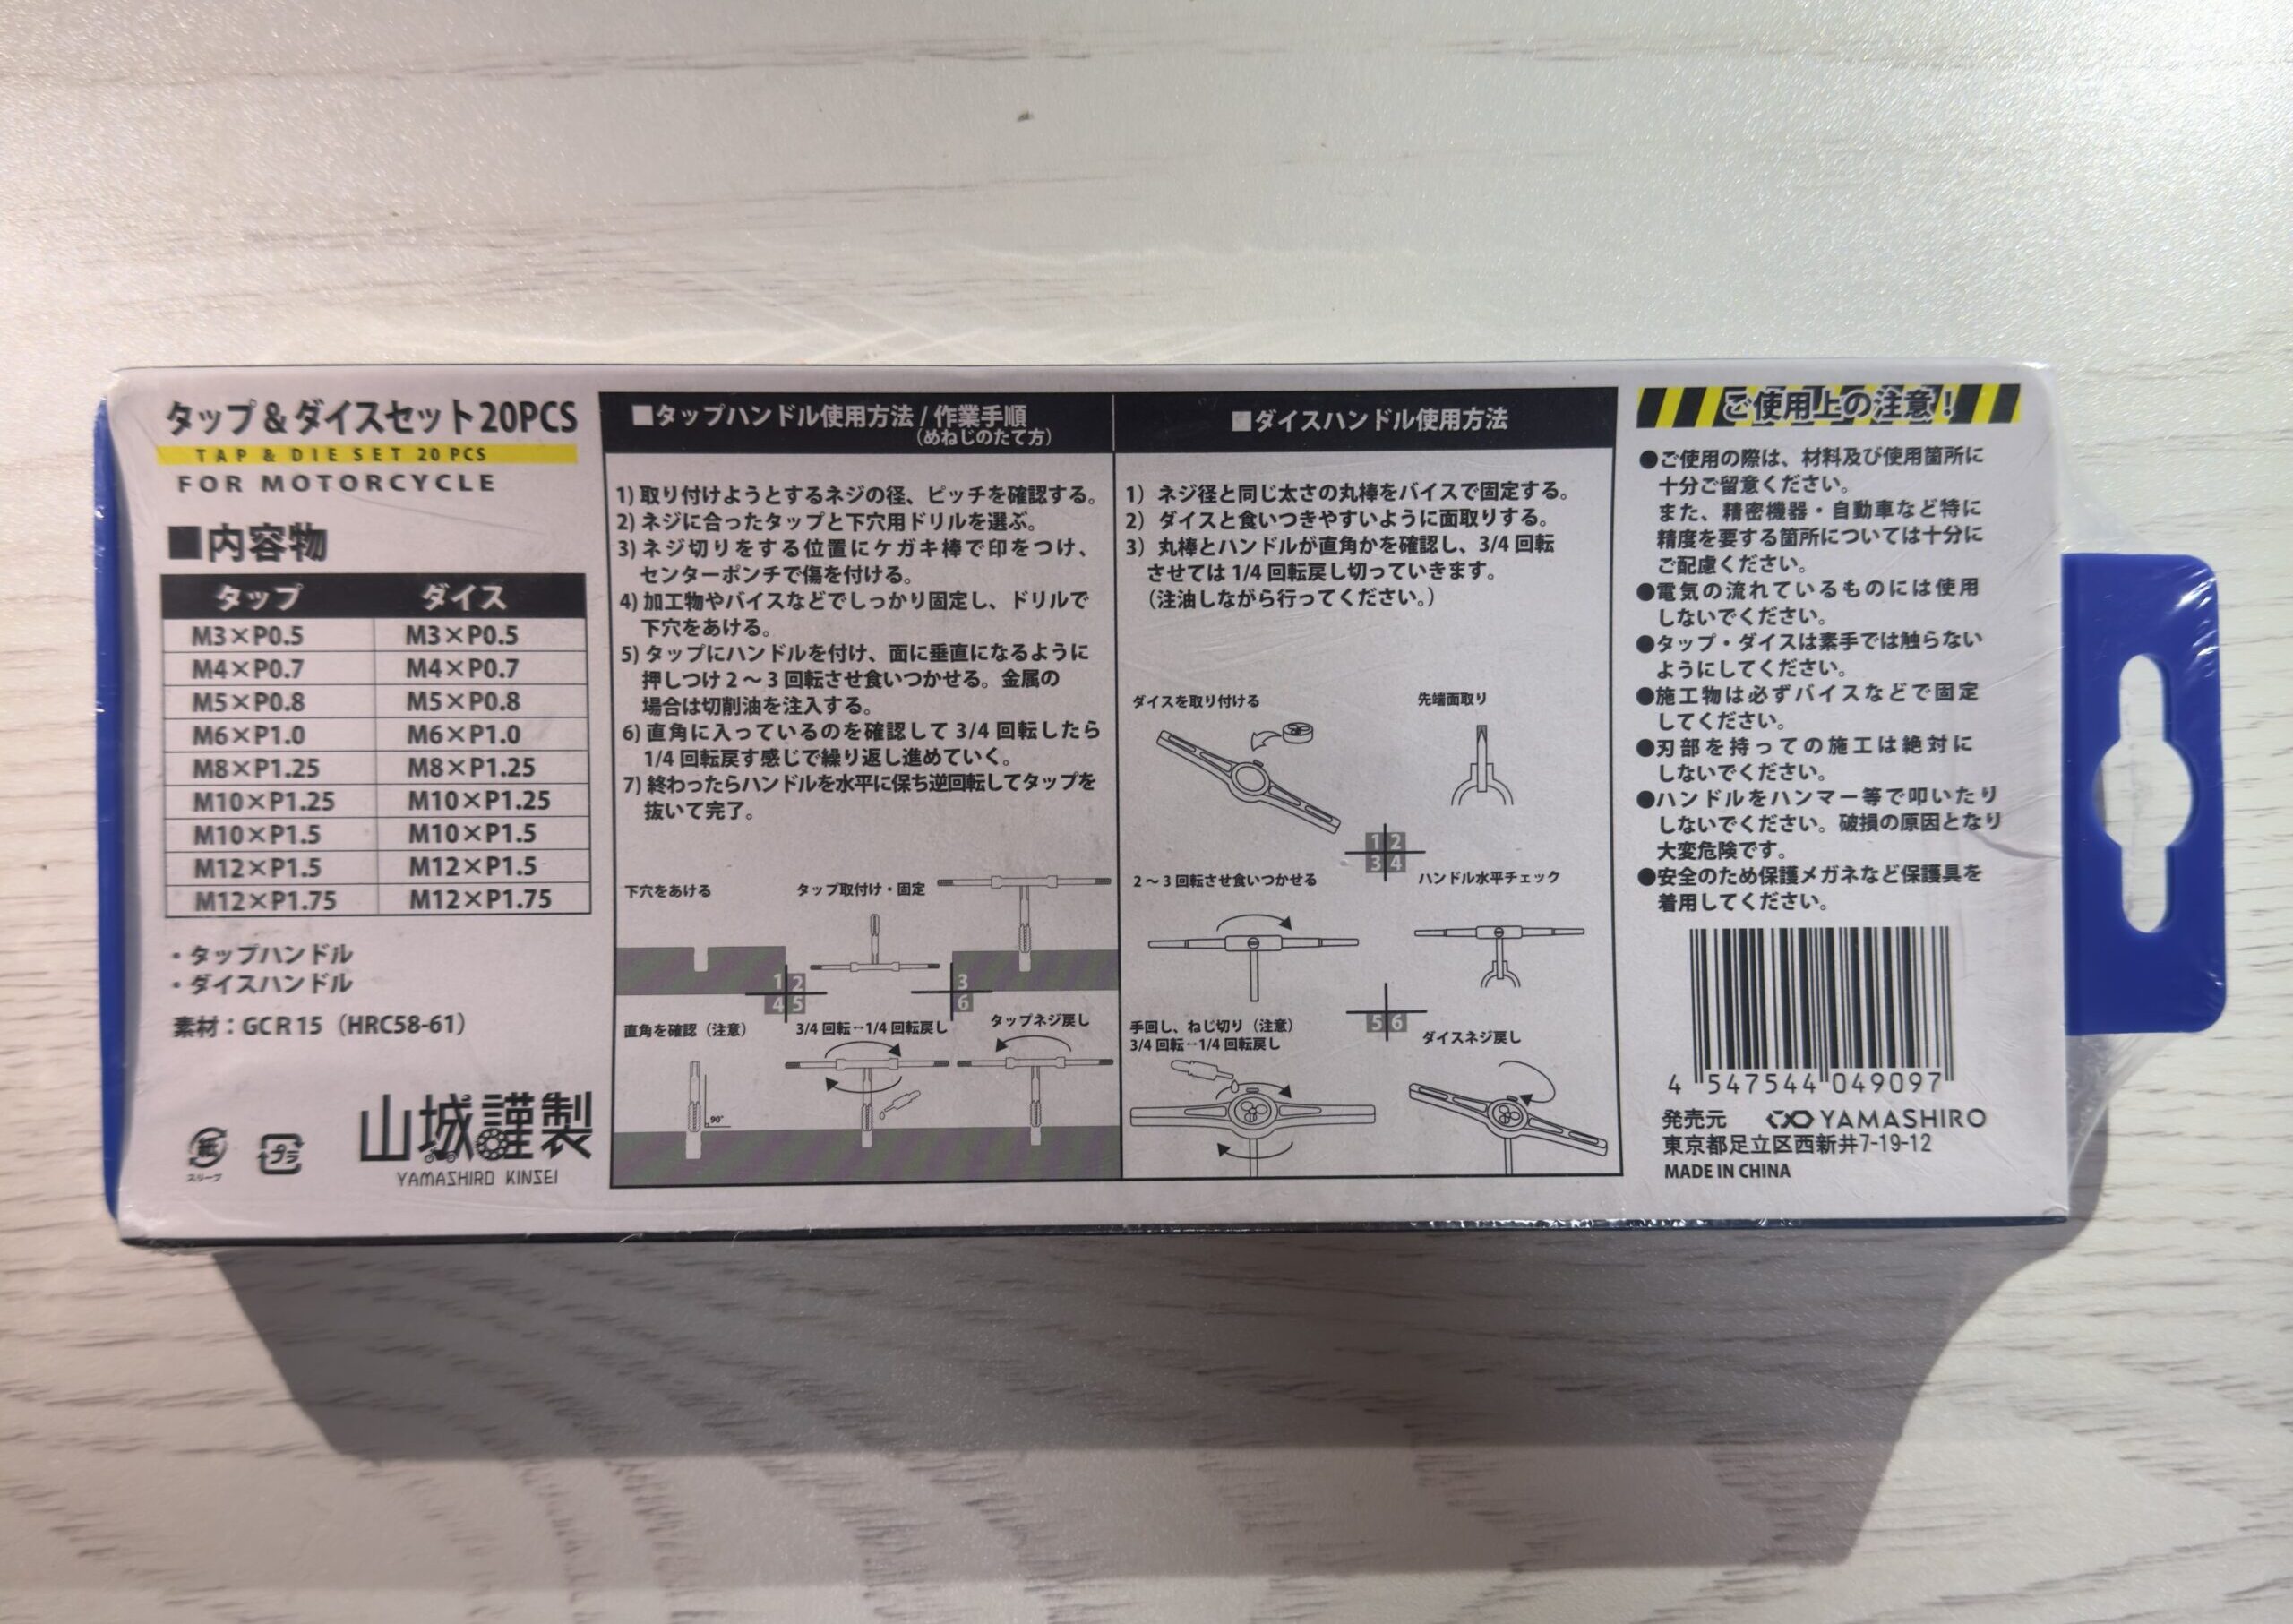 タップ＆ダイスセット20PCS
TAP & DIE SET 20 PCS
FOR MOTORCYCLE
■内容物
タップ ダイス
M3×P0.5 M3×P0.5
M4×P0.7 M4×P0.7
M5×P0.8 M5×P0.8
M6×P1.0 M6×P1.0
M8×P1.25 M8×P1.25
M10×P1.25 M10×P1.25
M10×P1.5 M10×P1.5
M12×P1.5 M12×P1.5
M12×P1.75 M12×P1.75
・タップハンドル
・ダイスハンドル
素材：GCR15（HRC58-61）
紙
スリーブ
プラ
山城謹製
YAMASHIRO KINSEI
■タップハンドル使用方法 / 作業手順
（めねじのたて方）
1) 取り付けようとするネジの径、ピッチを確認する。
2) ネジに合ったタップと下穴用ドリルを選ぶ。
3) ネジ切りをする位置にケガキ棒で印をつけ、
センターポンチで傷を付ける。
4) 加工物やバイスなどでしっかり固定し、ドリルで
下穴をあける。
5) タップにハンドルを付け、面に垂直になるように
押しつけ 2～3 回転させ食いつかせる。金属の
場合は切削油を注入する。
6) 直角に入っているのを確認して 3/4 回転したら
1/4 回転戻す感じで繰り返し進めていく。
7) 終わったらハンドルを水平に保ち逆回転してタップを
抜いて完了。
下穴をあける タップ取付け・固定
1 2 3
4 5 6
直角を確認（注意） 3/4 回転↔1/4 回転戻し タップネジ戻し
90°
■ダイスハンドル使用方法
1）ネジ径と同じ太さの丸棒をバイスで固定する。
2）ダイスと食いつきやすいように面取りする。
3）丸棒とハンドルが直角かを確認し、3/4 回転
させては 1/4 回転戻し切っていきます。
（注油しながら行ってください。）
ダイスを取り付ける 先端面取り
1 2
3 4
2～3 回転させ食いつかせる ハンドル水平チェック
5 6
手回し、ねじ切り（注意）
3/4 回転↔1/4 回転戻し ダイスネジ戻し
ご使用上の注意！
●ご使用の際は、材料及び使用箇所に
十分ご留意ください。
また、精密機器・自動車など特に
精度を要する箇所については十分に
ご配慮ください。
●電気の流れているものには使用
しないでください。
●タップ・ダイスは素手では触らない
ようにしてください。
●施工物は必ずバイスなどで固定
してください。
●刃部を持っての施工は絶対に
しないでください。
●ハンドルをハンマー等で叩いたり
しないでください。破損の原因となり
大変危険です。
●安全のため保護メガネなど保護具を
着用してください。
4 547544 049097
発売元 YAMASHIRO
東京都足立区西新井7-19-12
MADE IN CHINA